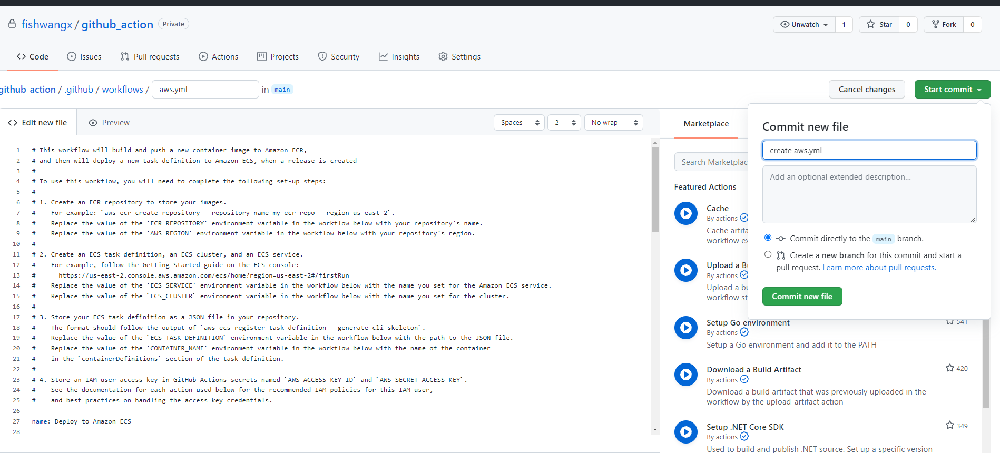 fishwangx / github_action Private
Unwatch 1 Star 0 Fork 0
Code Issues Pull requests Actions Projects Security Insights Settings
github_action / .github / workflows / aws.yml in main
Cancel changes Start commit
Edit new file Preview
Spaces 2 No wrap
1 # This workflow will build and push a new container image to Amazon ECR,
2 # and then will deploy a new task definition to Amazon ECS, when a release is created
3 #
4 # To use this workflow, you will need to complete the following set-up steps:
5 #
6 # 1. Create an ECR repository to store your images.
7 #    For example: `aws ecr create-repository --repository-name my-ecr-repo --region us-east-2`.
8 #    Replace the value of the `ECR_REPOSITORY` environment variable in the workflow below with your repository's name.
9 #    Replace the value of the `AWS_REGION` environment variable in the workflow below with your repository's region.
10 #
11 # 2. Create an ECS task definition, an ECS cluster, and an ECS service.
12 #    For example, follow the Getting Started guide on the ECS console:
13 #      https://us-east-2.console.aws.amazon.com/ecs/home?region=us-east-2#/firstRun
14 #    Replace the value of the `ECS_SERVICE` environment variable in the workflow below with the name you set for the Amazon ECS service.
15 #    Replace the value of the `ECS_CLUSTER` environment variable in the workflow below with the name you set for the cluster.
16 #
17 # 3. Store your ECS task definition as a JSON file in your repository.
18 #    The format should follow the output of `aws ecs register-task-definition --generate-cli-skeleton`.
19 #    Replace the value of the `ECS_TASK_DEFINITION` environment variable in the workflow below with the path to the JSON file.
20 #    Replace the value of the `CONTAINER_NAME` environment variable in the workflow below with the name of the container
21 #    in the `containerDefinitions` section of the task definition.
22 #
23 # 4. Store an IAM user access key in GitHub Actions secrets named `AWS_ACCESS_KEY_ID` and `AWS_SECRET_ACCESS_KEY`.
24 #    See the documentation for each action used below for the recommended IAM policies for this IAM user,
25 #    and best practices on handling the access key credentials.
26
27 name: Deploy to Amazon ECS
28
Marketplace
Search Marketplac
Featured Actions
Cache
By actions
Cache artifa
workflow ex
Upload a B
By actions
Upload a bu
workflow st
Setup Go environment
541
By actions
Setup a Go environment and add it to the PATH
Download a Build Artifact
420
By actions
Download a build artifact that was previously uploaded in the
workflow by the upload-artifact action
Setup .NET Core SDK
349
By actions
Used to build and publish .NET source. Set up a specific version
Commit new file
create aws.yml
Add an optional extended description...
Commit directly to the main branch.
Create a new branch for this commit and start a
pull request. Learn more about pull requests.
Commit new file